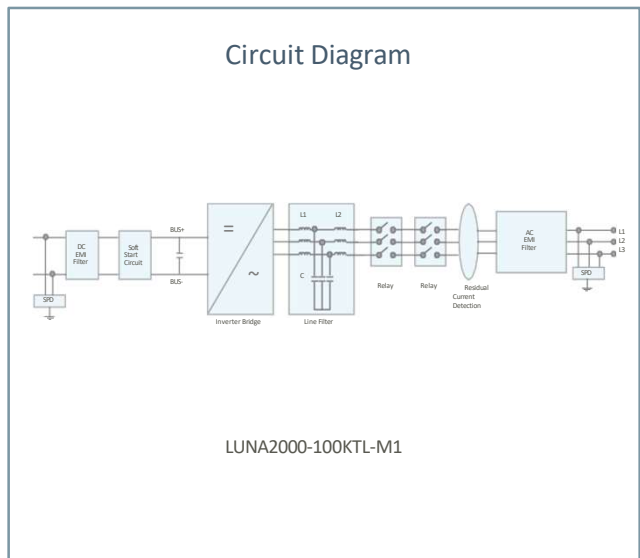 Circuit Diagram
L1
L2
BUS+
=
DC
EMI
Filter
Soft
Start
Circuit
AC
EMI
Filter
L1
L2
L3
~
C
SPD
BUS-
SPD
Relay
Relay
Residual
Current
Detection
Inverter Bridge
Line Filter
LUNA2000-100KTL-M1